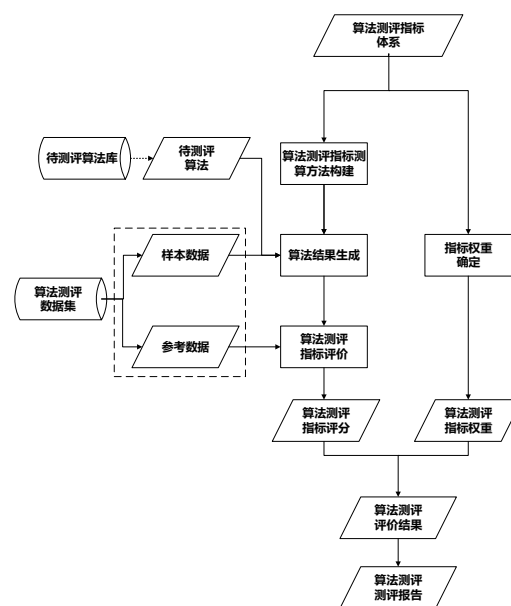 算法测评指标
体系
待测评算法库
待测评
算法
算法测评指标测
算方法构建
样本数据
算法结果生成
指标权重
确定
算法测评
数据集
参考数据
算法测评
指标评价
算法测评
指标评分
算法测评
指标权重
算法测评
评价结果
算法测评
测评报告